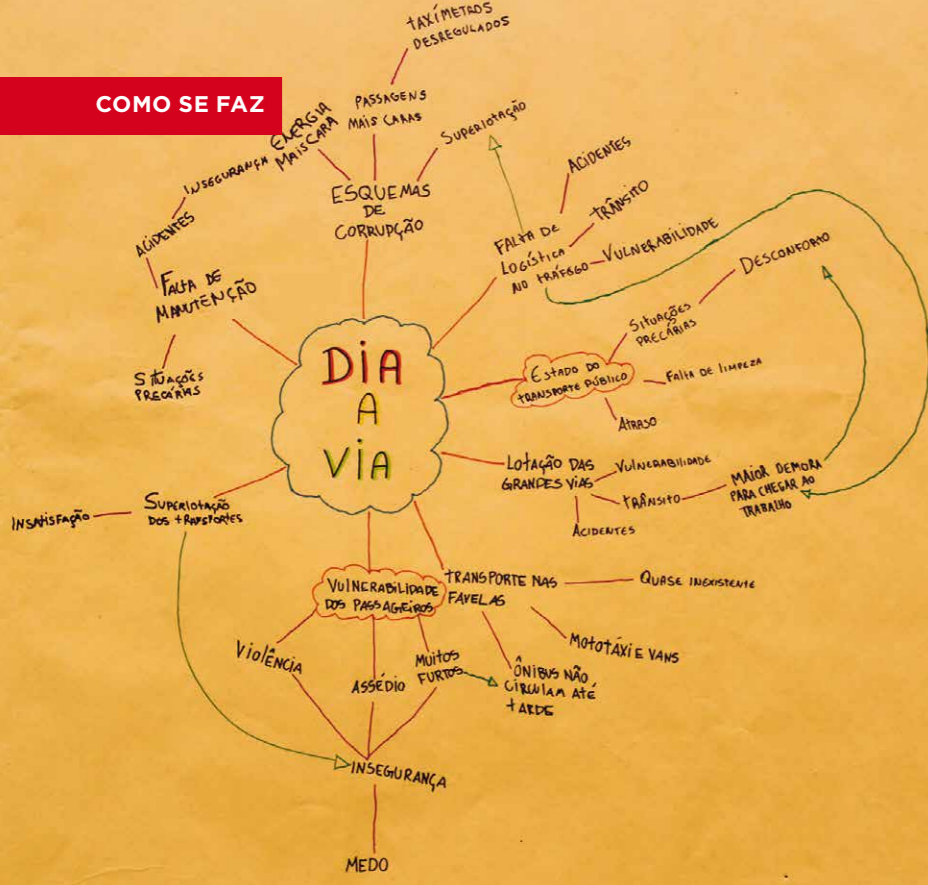 COMO SE FAZ
TAXÍMETROS
DESREGULADOS
PASSAGENS
MAIS CARAS
ENERGIA
MAIS CARA
SUPERLOTAÇÃO
INSEGURANÇA
ACIDENTES
ESQUEMAS
DE
CORRUPÇÃO
ACIDENTES
TRÂNSITO
FALTA DE
LOGÍSTICA
NO TRÁFEGO
VULNERABILIDADE
FALTA DE
MANUTENÇÃO
SITUAÇÕES
PRECÁRIAS
DESCONFORTO
SITUAÇÕES
PRECÁRIAS
ESTADO DO
TRANSPORTE PÚBLICO
FALTA DE LIMPEZA
ATRASO
DIA
A
VIA
LOTAÇÃO DAS
GRANDES VIAS
VULNERABILIDADE
TRÂNSITO
ACIDENTES
MAIOR DEMORA
PARA CHEGAR AO
TRABALHO
INSATISFAÇÃO
SUPERLOTAÇÃO
DOS TRANSPORTES
VULNERABILIDADE
DOS PASSAGEIROS
TRANSPORTE NAS
FAVELAS
QUASE INEXISTENTE
MOTOTÁXI E VANS
ÔNIBUS NÃO
CIRCULAM ATÉ
TARDE
VIOLÊNCIA
ASSÉDIO
MUITOS
FURTOS
INSEGURANÇA
MEDO